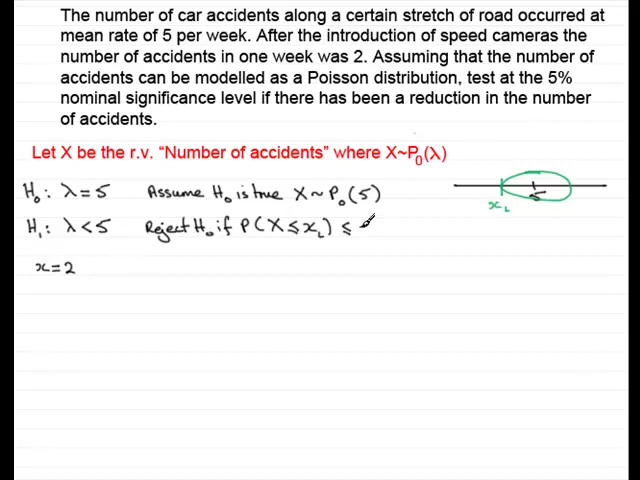 The number of car accidents along a certain stretch of road occurred at
mean rate of 5 per week. After the introduction of speed cameras the
number of accidents in one week was 2. Assuming that the number of
accidents can be modelled as a Poisson distribution, test at the 5%
nominal significance level if there has been a reduction in the number
of accidents.
Let X be the r.v. “Number of accidents” where X~P₀(λ)
H₀: λ = 5 Assume H₀ is true X ~ P₀(5)
H₁: λ < 5 Reject H₀ if P(X ≤ x_L) ≤
x = 2
5
x_L